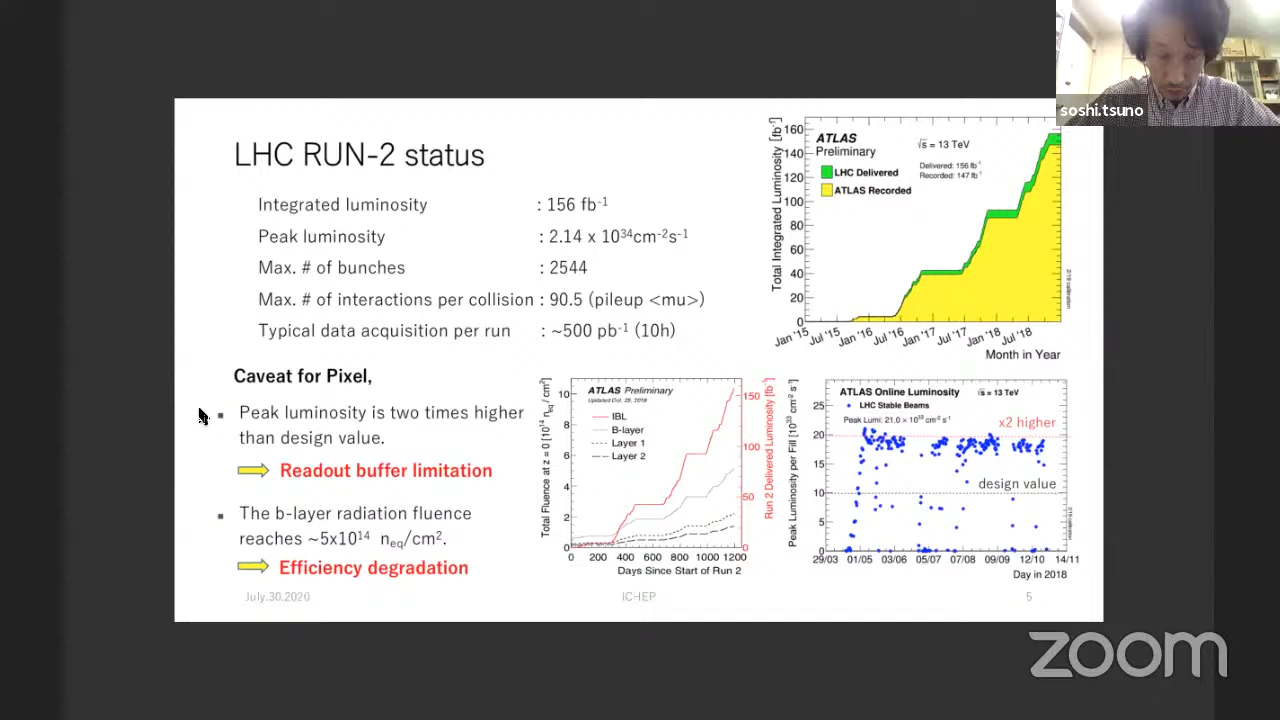 soshi.tsuno
LHC RUN-2 status
Integrated luminosity : 156 fb⁻¹
Peak luminosity : 2.14 x 10³⁴cm⁻²s⁻¹
Max. # of bunches : 2544
Max. # of interactions per collision : 90.5 (pileup <mu>)
Typical data acquisition per run : ~500 pb⁻¹ (10h)
Total Integrated Luminosity [fb⁻¹]
160
140
120
100
80
60
40
20
0
ATLAS
Preliminary
√s = 13 TeV
Delivered: 156 fb⁻¹
Recorded: 147 fb⁻¹
LHC Delivered
ATLAS Recorded
2/19 calibration
Jan '15 Jul '15 Jan '16 Jul '16 Jan '17 Jul '17 Jan '18 Jul '18
Month in Year
Caveat for Pixel,
▪ Peak luminosity is two times higher
than design value.
Readout buffer limitation
▪ The b-layer radiation fluence
reaches ~5x10¹⁴ nₑq/cm².
Efficiency degradation
Total Fluence at z = 0 [10¹⁴ nₑq / cm²]
10
8
6
4
2
0
ATLAS Preliminary
IBL
B-layer
Layer 1
Layer 2
150
100
50
0
Run 2 Delivered Luminosity [fb⁻¹]
0 200 400 600 800 1000 1200
Days Since Start of Run 2
Peak Luminosity per Fill [10³³ cm⁻² s⁻¹]
25
20
15
10
5
0
ATLAS Online Luminosity √s = 13 TeV
LHC Stable Beams
Peak Lumi: 21.0 × 10³³ cm⁻² s⁻¹
x2 higher
design value
29/03 01/05 03/06 05/07 07/08 09/09 12/10 14/11
Day in 2018
July.30.2020
ICHEP
5
zoom